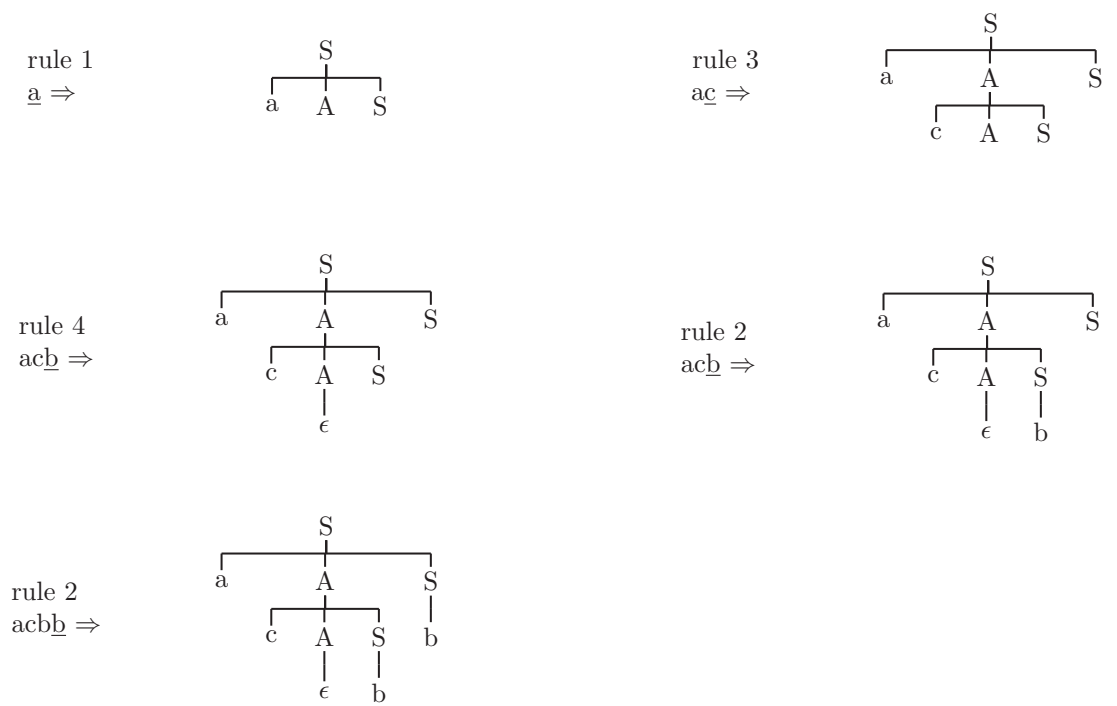 rule 1
a ⇒
S
a A S
rule 3
ac ⇒
S
a A S
c A S
rule 4
acb ⇒
S
a A S
c A S
ϵ
rule 2
acb ⇒
S
a A S
c A S
ϵ b
rule 2
acbb ⇒
S
a A S
c A S b
ϵ b